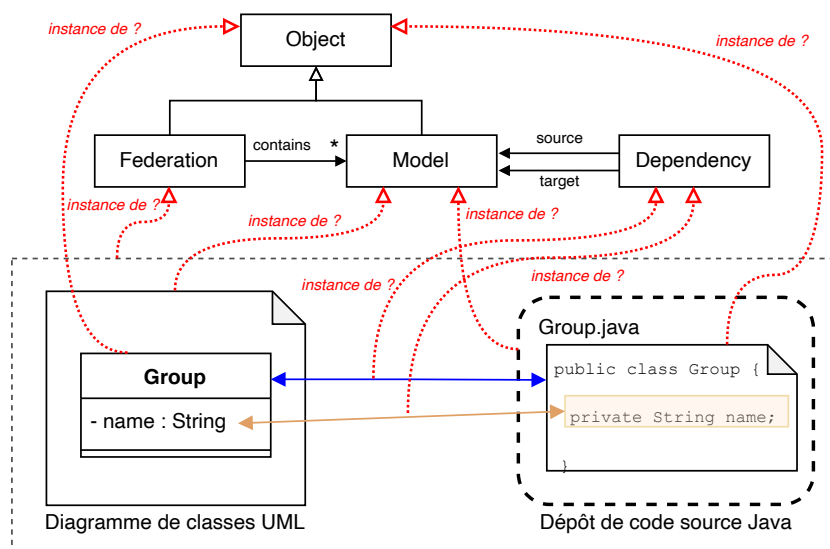 instance de ?
Object
instance de ?
Federation
contains
*
Model
source
target
Dependency
instance de ?
instance de ?
instance de ?
instance de ?
instance de ?
Group
- name : String
Group.java
public class Group {
private String name;
}
Diagramme de classes UML
Dépôt de code source Java